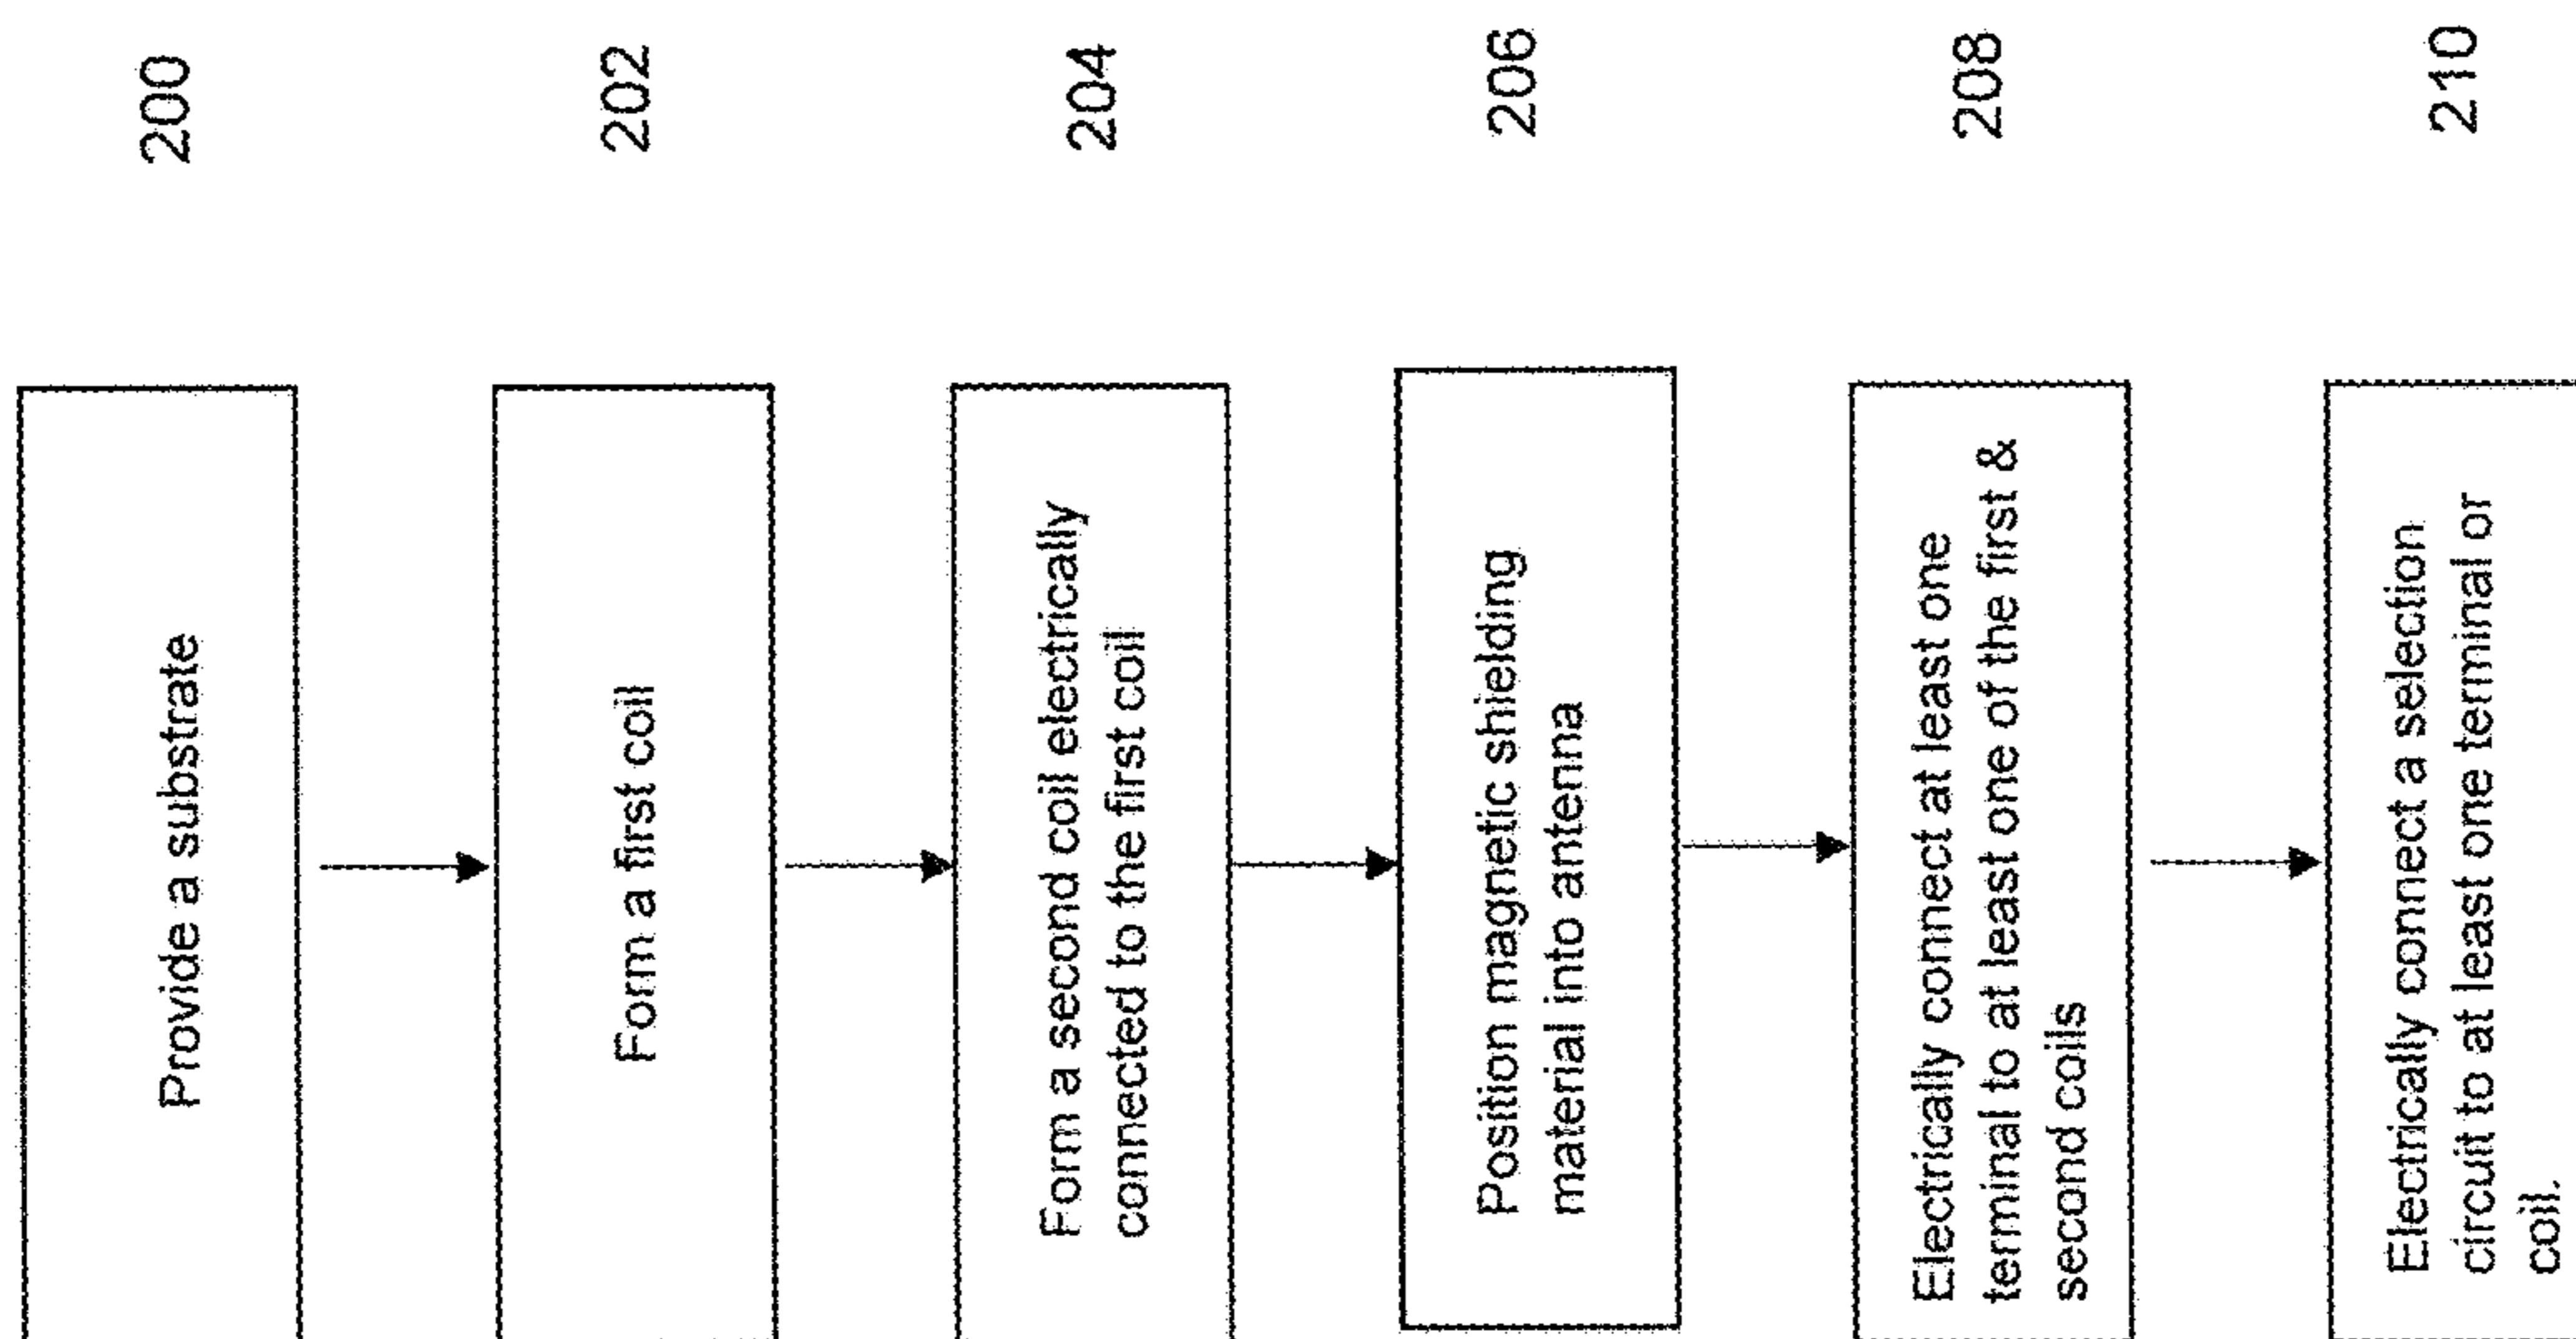 200
Provide a substrate
202
Form a first coil
204
Form a second coil electrically
connected to the first coil
206
Position magnetic shielding
material into antenna
208
Electrically connect at least one
terminal to at least one of the first &
second coils
210
Electrically connect a selection
circuit to at least one terminal or
coil.